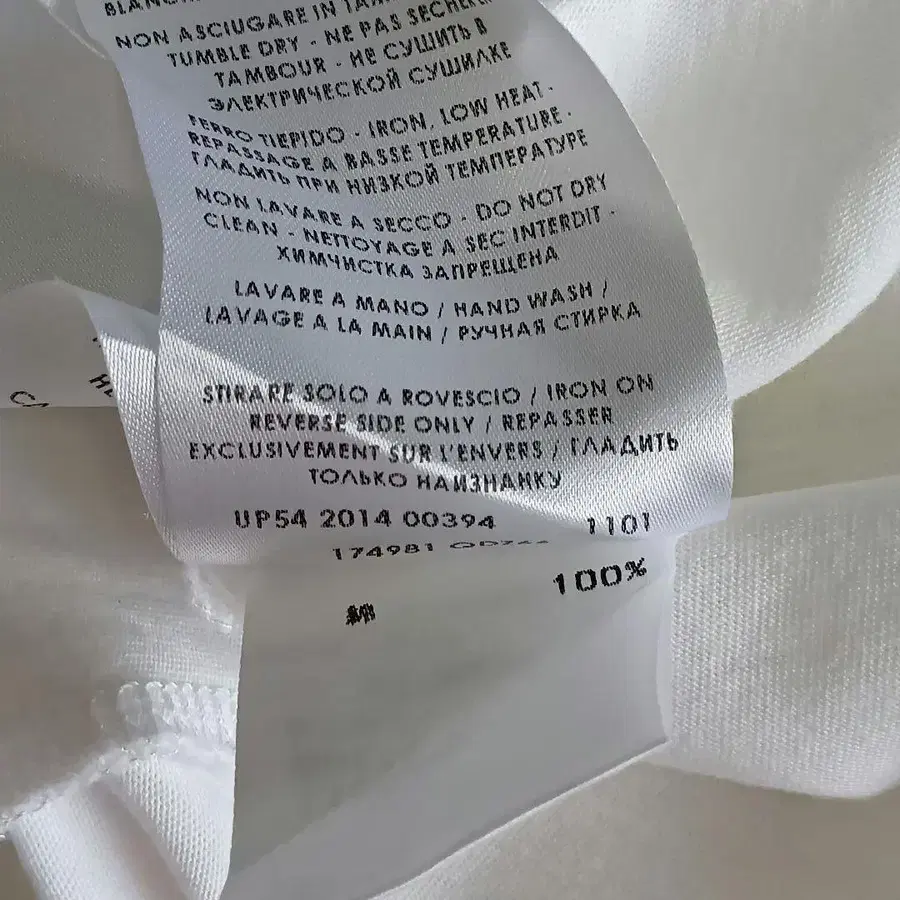 NON ASCIUGARE IN
TUMBLE DRY - NE PAS
TAMBOUR - НЕ СУШИТЬ В
ЭЛЕКТРИЧЕСКОЙ СУШИЛКЕ
FERRO TIEPIDO - IRON, LOW HEAT -
REPASSAGE A BASSE TEMPERATURE -
ГЛАДИТЬ ПРИ НИЗКОЙ ТЕМПЕРАТУРЕ
NON LAVARE A SECCO - DO NOT DRY
CLEAN - NETTOYAGE A SEC INTERDIT -
ХИМЧИСТКА ЗАПРЕЩЕНА
LAVARE A MANO / HAND WASH /
LAVAGE A LA MAIN / РУЧНАЯ СТИРКА
STIRARE SOLO A ROVESCIO / IRON ON
REVERSE SIDE ONLY / REPASSER
EXCLUSIVEMENT SUR L'ENVERS / ГЛАДИТЬ
ТОЛЬКО НАИЗНАНКУ
UP54 2014 00394 1101
174981
100%
M